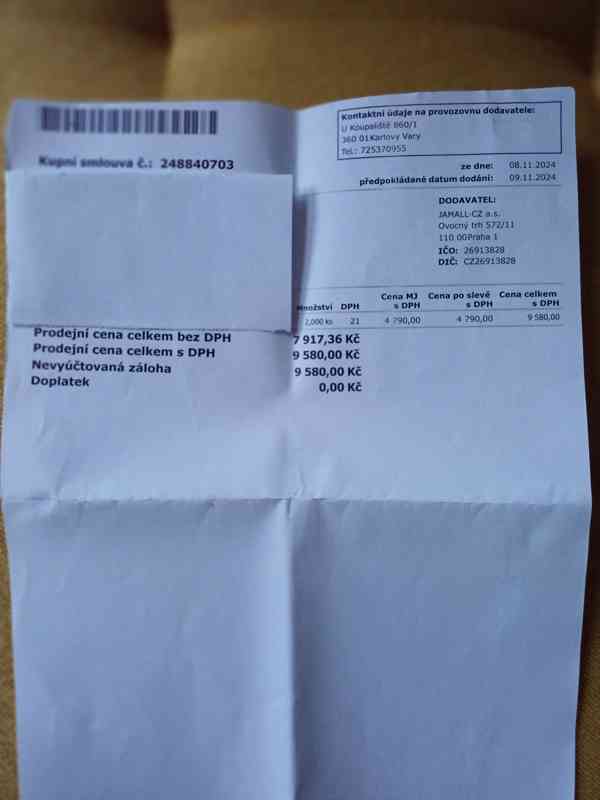 Kontaktní údaje na provozovnu dodavatele:
U Koupaliště 860/1
360 01Karlovy Vary
Tel.: 725370955
Kupní smlouva č.: 248840703
ze dne: 08.11.2024
předpokládané datum dodání: 09.11.2024
DODAVATEL:
JAMALL-CZ a.s.
Ovocný trh 572/11
110 00Praha 1
IČO: 26913828
DIČ: CZ26913828
Množství DPH Cena MJ s DPH Cena po slevě s DPH Cena celkem s DPH
2,000 ks 21 4 790,00 4 790,00 9 580,00
Prodejní cena celkem bez DPH 7 917,36 Kč
Prodejní cena celkem s DPH 9 580,00 Kč
Nevyúčtovaná záloha 9 580,00 Kč
Doplatek 0,00 Kč